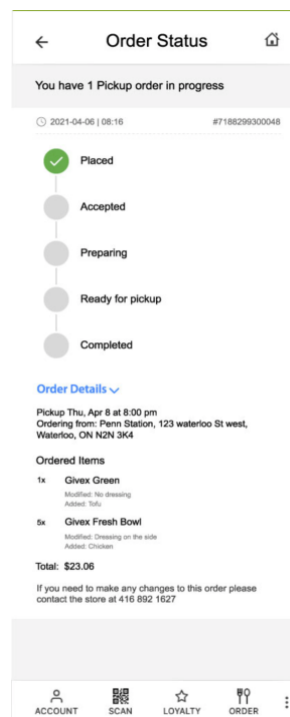 Order Status
You have 1 Pickup order in progress
2021-04-06 | 08:16 #7188299300048
Placed
Accepted
Preparing
Ready for pickup
Completed
Order Details
Pickup Thu, Apr 8 at 8:00 pm
Ordering from: Penn Station, 123 waterloo St west,
Waterloo, ON N2N 3K4
Ordered Items
1x Givex Green
Modified: No dressing
Added: Tofu
5x Givex Fresh Bowl
Modified: Dressing on the side
Added: Chicken
Total: $23.06
If you need to make any changes to this order please
contact the store at 416 892 1627
ACCOUNT SCAN LOYALTY ORDER